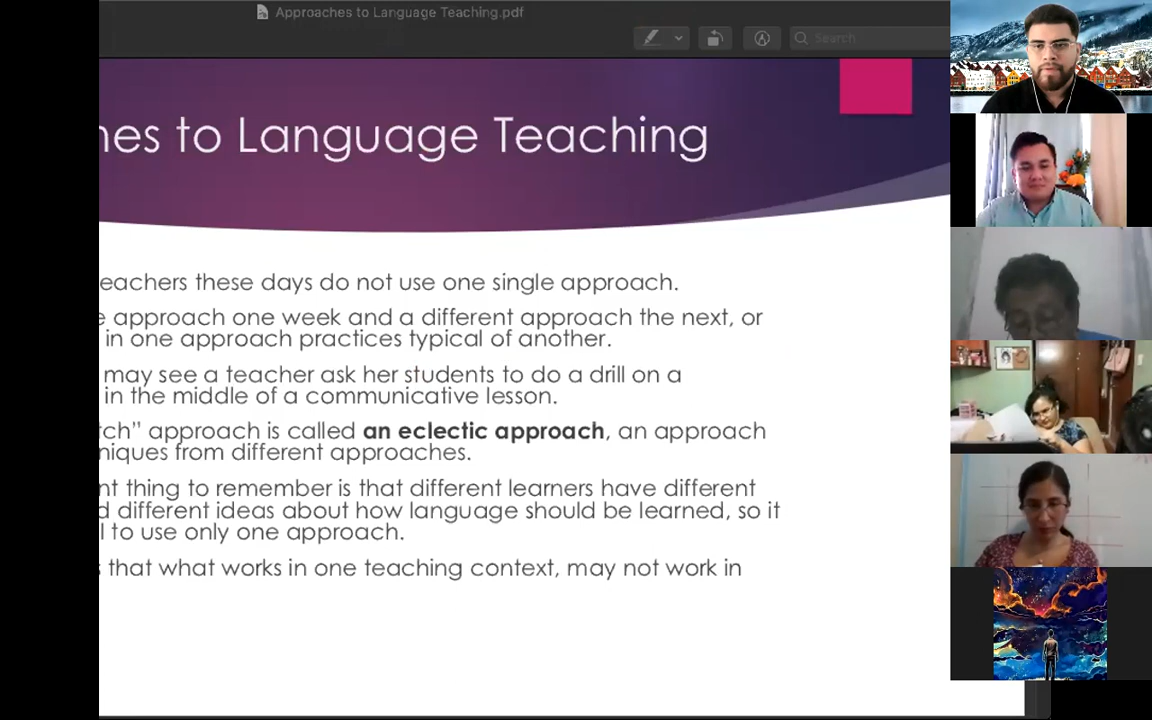 Approaches to Language Teaching.pdf
Search
hes to Language Teaching
eachers these days do not use one single approach.
e approach one week and a different approach the next, or
in one approach practices typical of another.
may see a teacher ask her students to do a drill on a
in the middle of a communicative lesson.
tch” approach is called an eclectic approach, an approach
niques from different approaches.
nt thing to remember is that different learners have different
d different ideas about how language should be learned, so it
l to use only one approach.
s that what works in one teaching context, may not work in